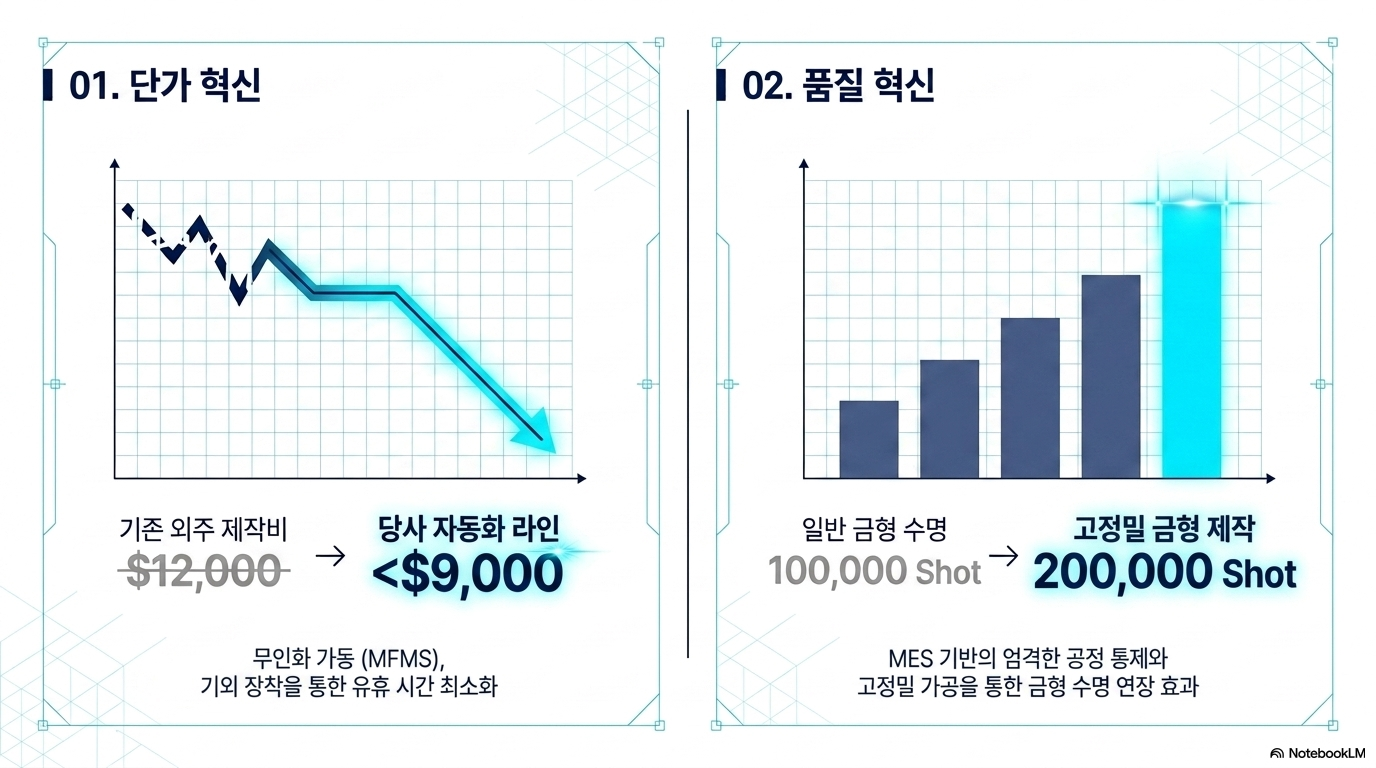 01. 단가 혁신
기존 외주 제작비
$12,000
→
당사 자동화 라인
<$9,000
무인화 가동 (MFMS),
기외 장착을 통한 유휴 시간 최소화
02. 품질 혁신
일반 금형 수명
100,000 Shot
→
고정밀 금형 제작
200,000 Shot
MES 기반의 엄격한 공정 통제와
고정밀 가공을 통한 금형 수명 연장 효과
NotebookLM